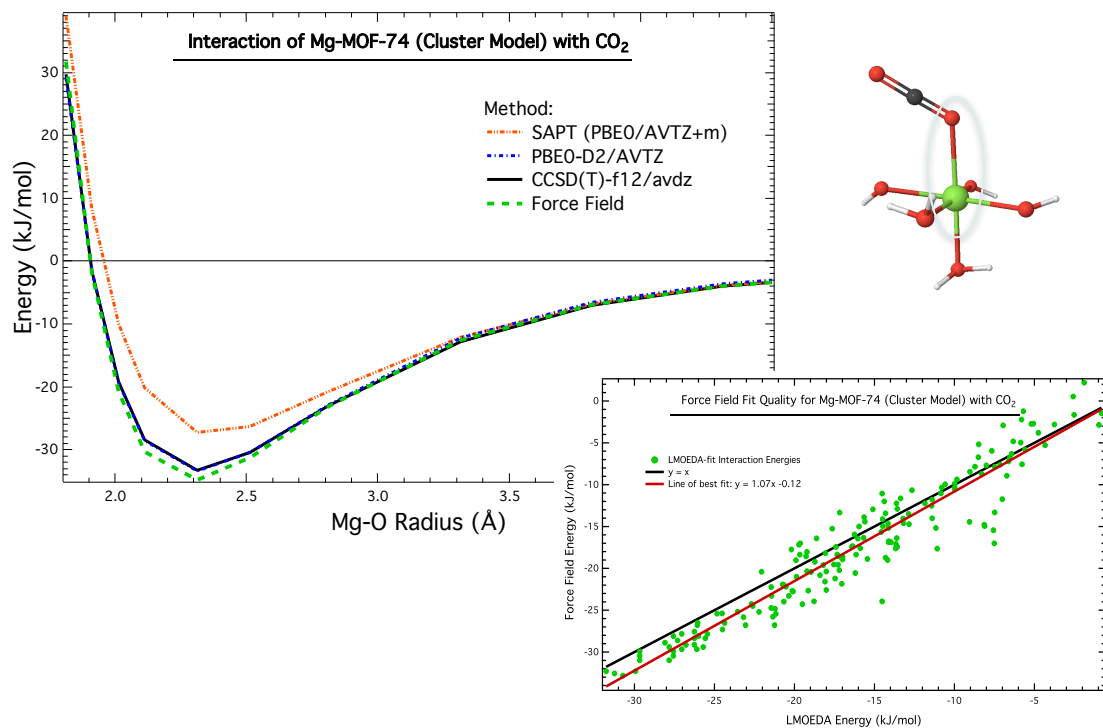 Interaction of Mg-MOF-74 (Cluster Model) with CO2
Method:
SAPT (PBE0/AVTZ+m)
PBE0-D2/AVTZ
CCSD(T)-f12/avdz
Force Field
Energy (kJ/mol)
30
20
10
0
-10
-20
-30
2.0
2.5
3.0
3.5
Mg-O Radius (Å)
Force Field Fit Quality for Mg-MOF-74 (Cluster Model) with CO2
LMOEDA-fit Interaction Energies
y = x
Line of best fit: y = 1.07x -0.12
Force Field Energy (kJ/mol)
0
-5
-10
-15
-20
-25
-30
-30
-25
-20
-15
-10
-5
LMOEDA Energy (kJ/mol)